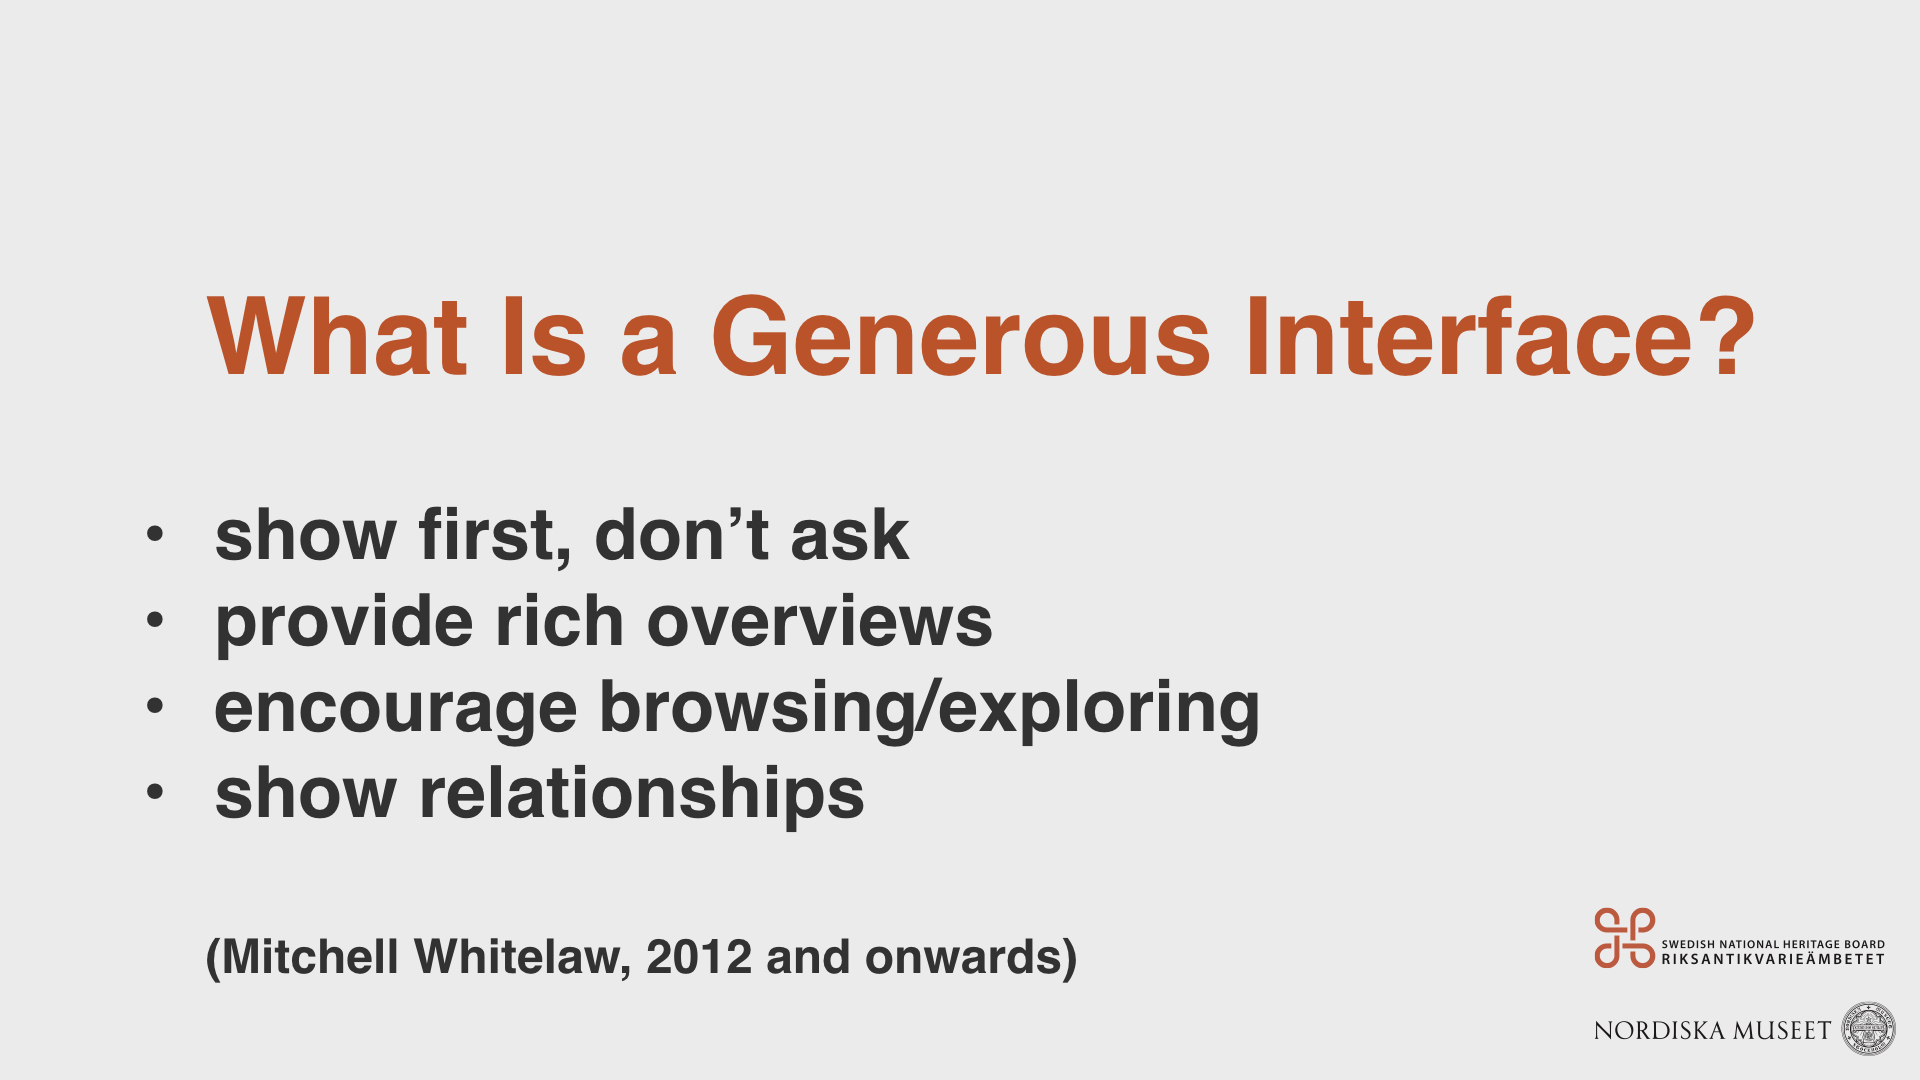 What Is a Generous Interface?
• show first, don’t ask
• provide rich overviews
• encourage browsing/exploring
• show relationships
(Mitchell Whitelaw, 2012 and onwards)
SWEDISH NATIONAL HERITAGE BOARD
RIKSANTIKVARIEÄMBETET
NORDISKA MUSEET